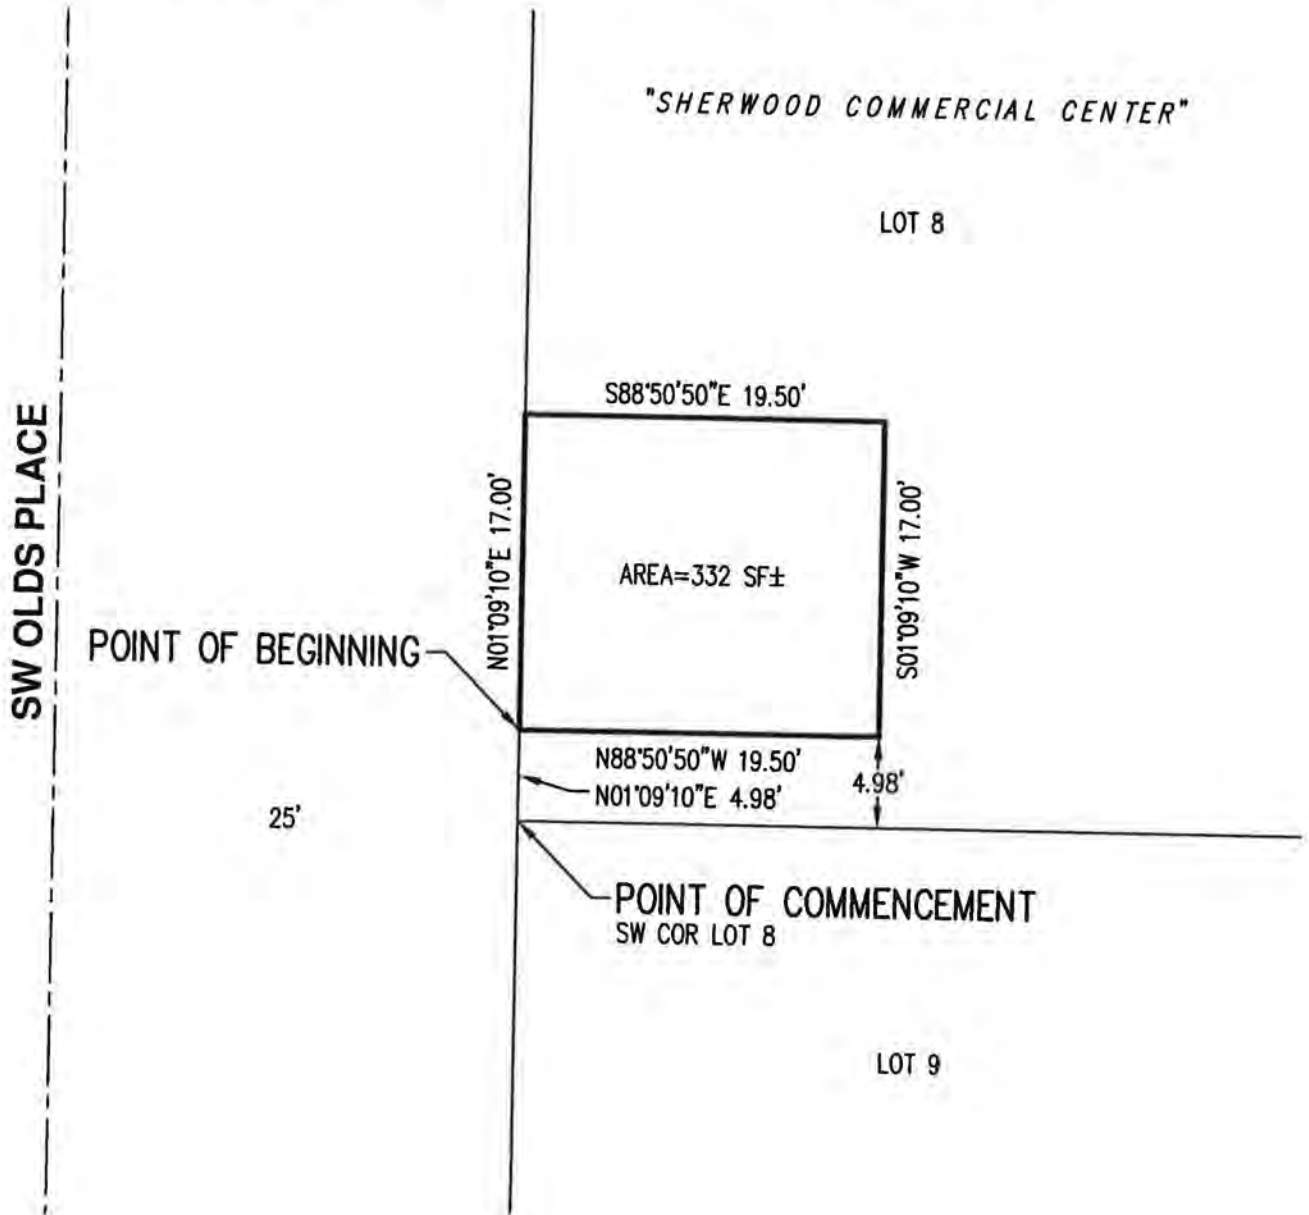 "SHERWOOD COMMERCIAL CENTER"
LOT 8
S88°50'50"E 19.50'
SW OLDS PLACE
N01°09'10"E 17.00'
AREA=332 SF±
S01°09'10"W 17.00'
POINT OF BEGINNING
N88°50'50"W 19.50'
N01°09'10"E 4.98'
4.98'
25'
POINT OF COMMENCEMENT
SW COR LOT 8
LOT 9